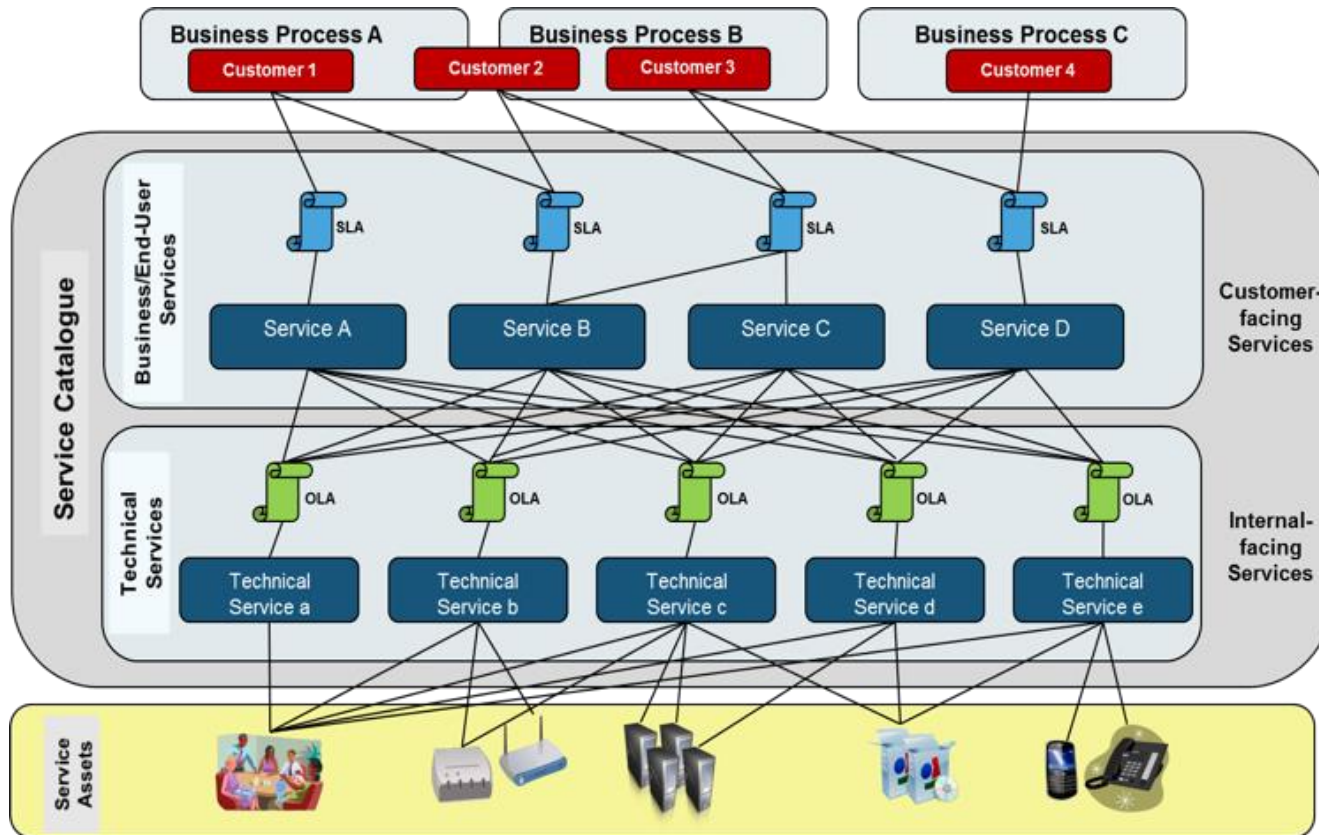 Business Process A
Customer 1
Business Process B
Customer 2
Customer 3
Business Process C
Customer 4
Service Catalogue
Business/End-User
Services
SLA
SLA
SLA
SLA
Service A
Service B
Service C
Service D
Customer-
facing
Services
Technical
Services
OLA
OLA
OLA
OLA
OLA
Technical
Service a
Technical
Service b
Technical
Service c
Technical
Service d
Technical
Service e
Internal-
facing
Services
Service
Assets